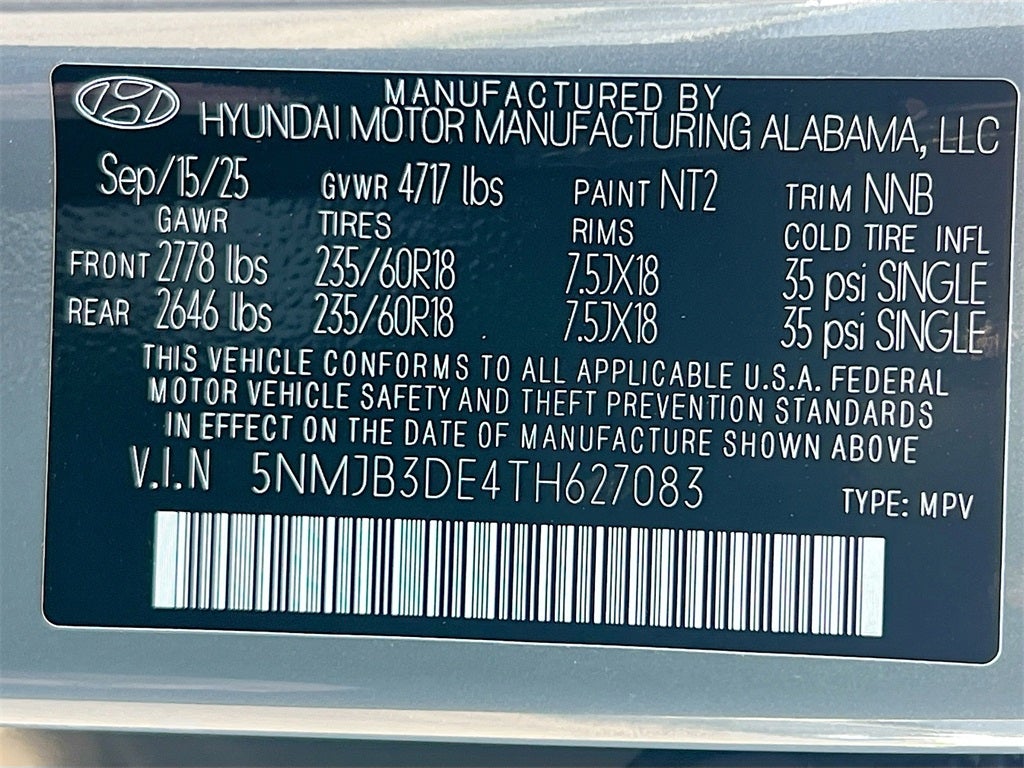 MANUFACTURED BY
HYUNDAI MOTOR MANUFACTURING ALABAMA, LLC
Sep/15/25 GVWR 4717 lbs PAINT NT2 TRIM NNB
GAWR TIRES RIMS COLD TIRE INFL
FRONT 2778 lbs 235/60R18 7.5JX18 35 psi SINGLE
REAR 2646 lbs 235/60R18 7.5JX18 35 psi SINGLE
THIS VEHICLE CONFORMS TO ALL APPLICABLE U.S.A. FEDERAL
MOTOR VEHICLE SAFETY AND THEFT PREVENTION STANDARDS
IN EFFECT ON THE DATE OF MANUFACTURE SHOWN ABOVE
V.I.N 5NMJB3DE4TH627083 TYPE: MPV